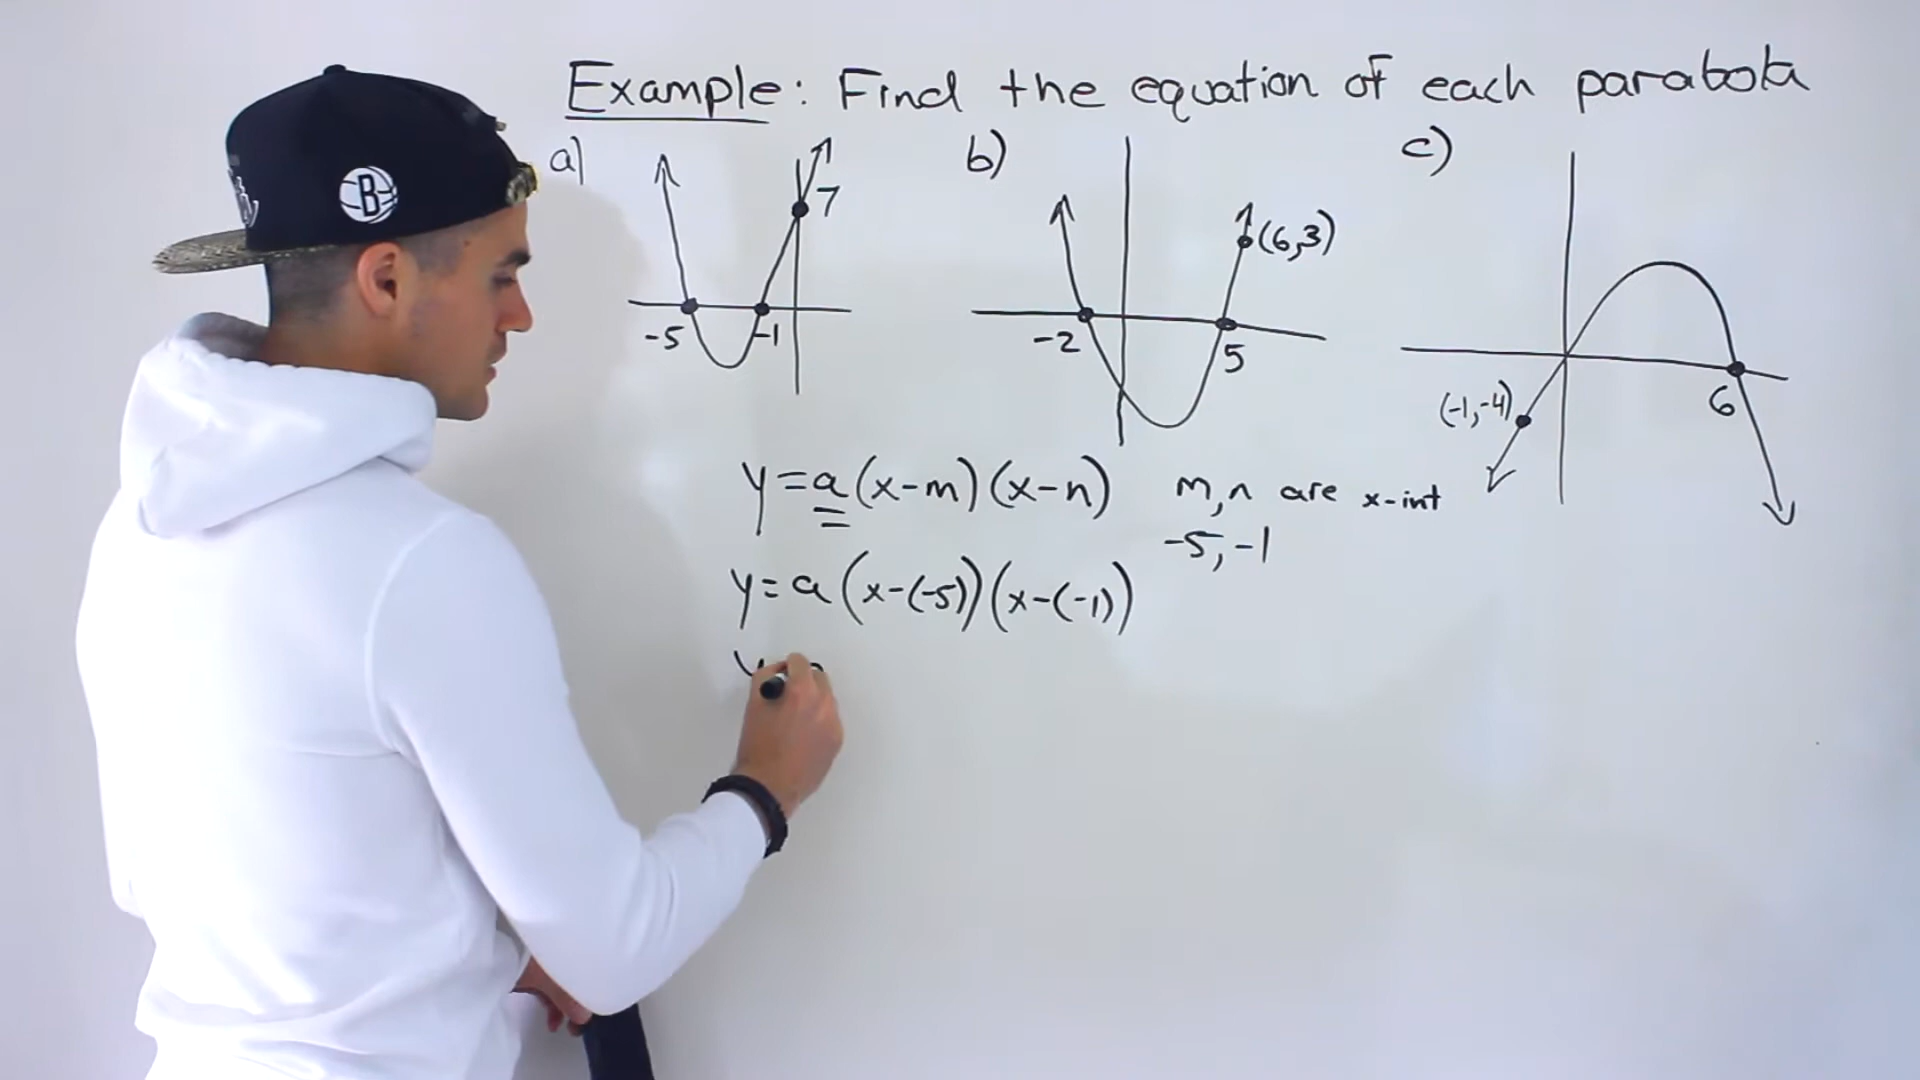 Example: Find the equation of each parabola
a)
7
-5
-1
b)
(6,3)
-2
5
c)
(-1,-4)
6
y=a(x-m)(x-n) m,n are x-int
-5,-1
y=a(x-(-5))(x-(-1))
y
B